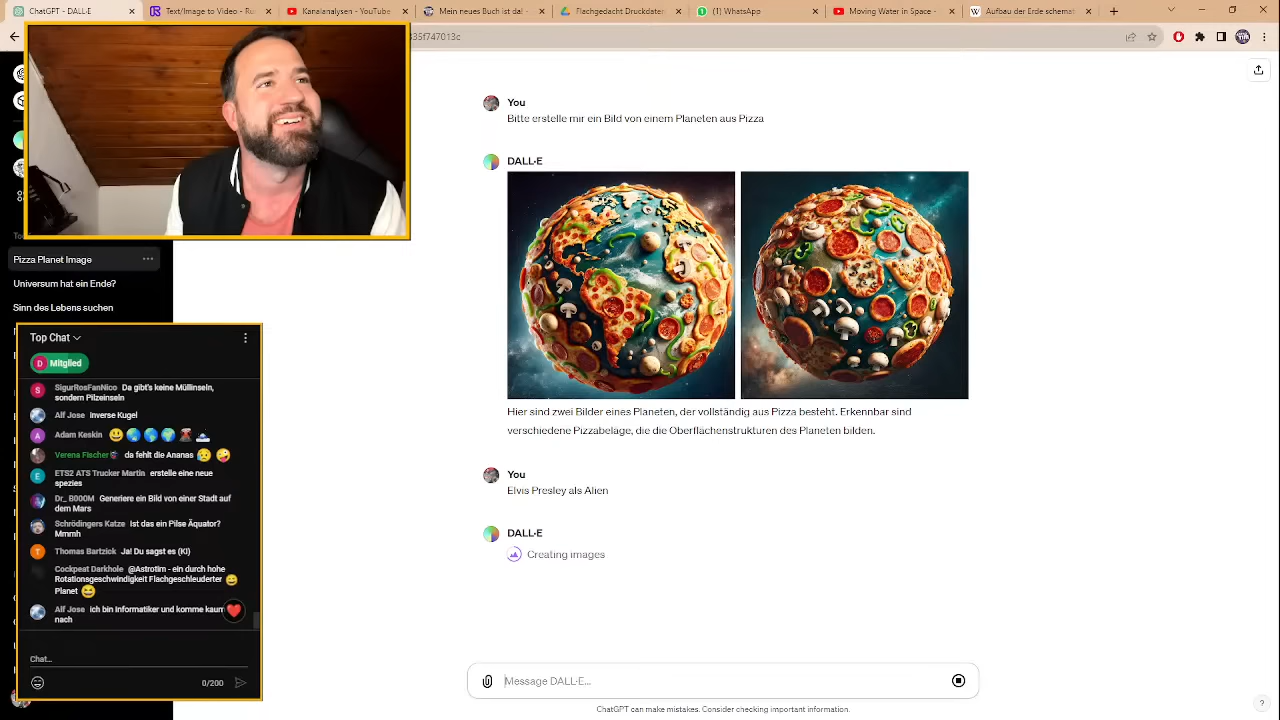 ChatGPT - DALL·E
Text/Image to Video - Ru
Kanalanalysen - YouTube
Mein neues Buch ist da! -
Fliengedacht Druckdaten
(1) WhatsApp
Moving Water in Space -
Aufbau der Erde.schemat
335f747013c
You
Bitte erstelle mir ein Bild von einem Planeten aus Pizza
DALL·E
Hier sind zwei Bilder eines Planeten, der vollständig aus Pizza besteht. Erkennbar sind
verschiedene Pizzabeläge, die die Oberflächenstrukturen des Planeten bilden.
You
Elvis Presley als Alien
DALL·E
Creating images
Message DALL·E...
ChatGPT can make mistakes. Consider checking important information.
?
Pizza Planet Image
Universum hat ein Ende?
Sinn des Lebens suchen
Top Chat
D Mitglied
S SigurRosFanNico Da gibt's keine Müllinseln,
sondern Pilzeinseln
Alf Jose Inverse Kugel
A Adam Keskin
Verena Fischer da fehlt die Ananas
E ETS2 ATS Trucker Martin erstelle eine neue
spezies
Dr_ B000M Generiere ein Bild von einer Stadt auf
dem Mars
Schrödingers Katze Ist das ein Pilse Äquator?
Mmmh
T Thomas Bartzick Ja! Du sagst es (KI)
Cockpeat Darkhole @Astrotim - ein durch hohe
Rotationsgeschwindigkeit Flachgeschleuderter
Planet
Alf Jose Ich bin Informatiker und komme kaum
nach
Chat...
0/200